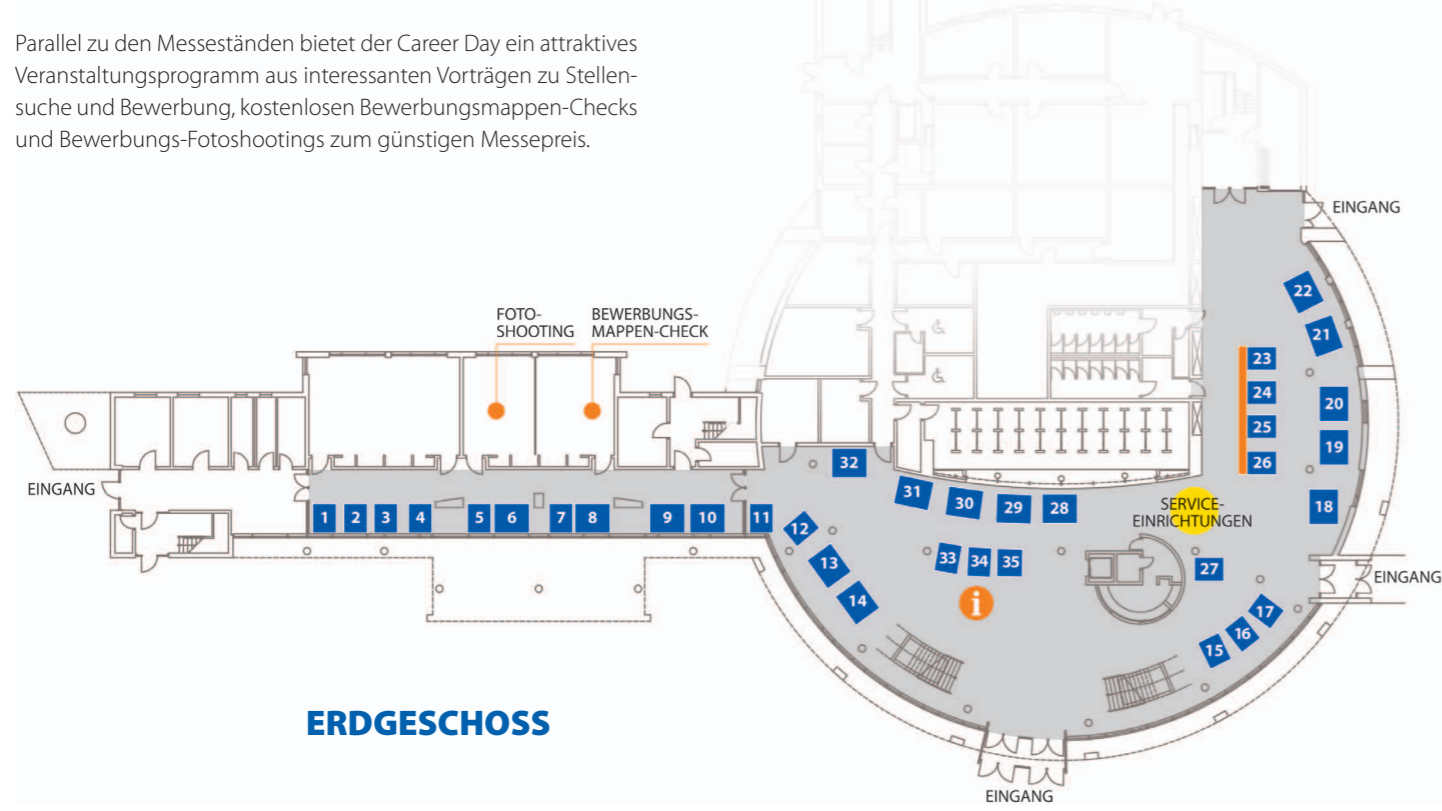 Parallel zu den Messeständen bietet der Career Day ein attraktives
Veranstaltungsprogramm aus interessanten Vorträgen zu Stellen-
suche und Bewerbung, kostenlosen Bewerbungsmappen-Checks
und Bewerbungs-Fotoshootings zum günstigen Messepreis.
EINGANG
22
21
FOTO-
SHOOTING
BEWERBUNGS-
MAPPEN-CHECK
23
24
25
26
20
19
18
EINGANG
1
2
3
4
5
6
7
8
9
10
11
12
13
14
32
31
30
29
28
33
34
35
i
SERVICE-
EINRICHTUNGEN
27
EINGANG
17
16
15
ERDGESCHOSS
EINGANG